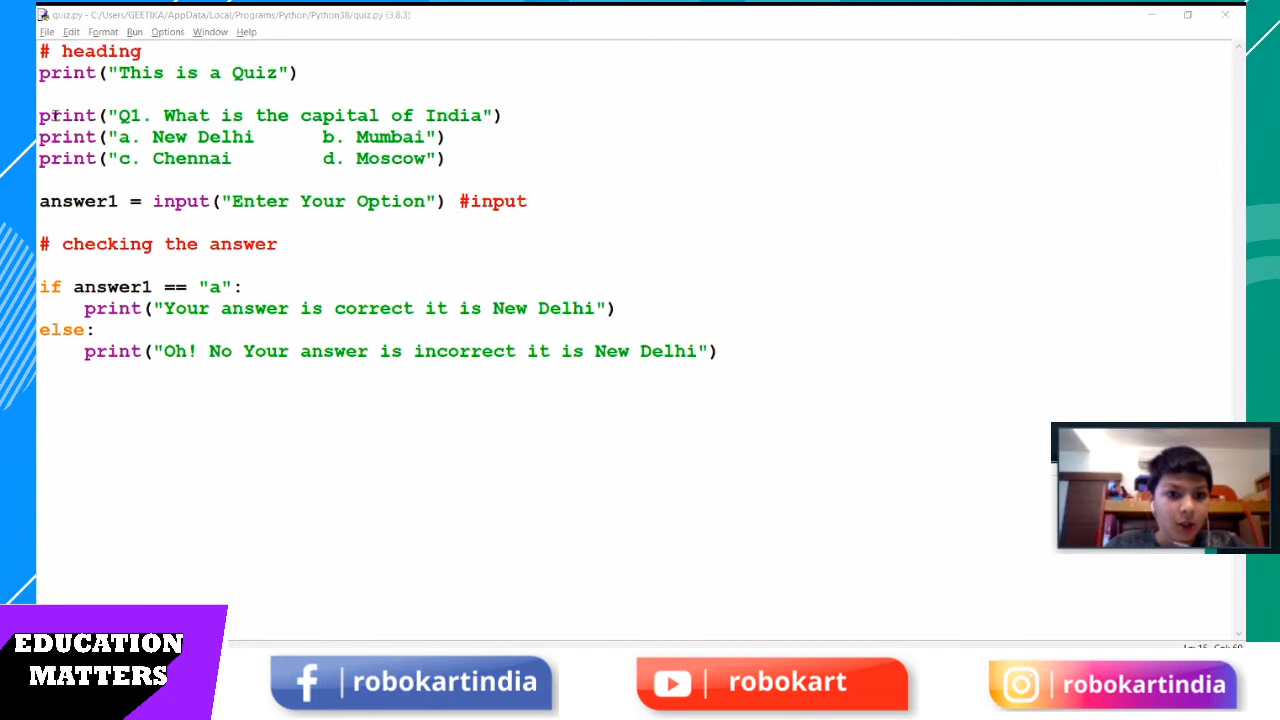 quiz.py - C:/Users/GEETIKA/AppData/Local/Programs/Python/Python38/quiz.py (3.8.3)
File Edit Format Run Options Window Help
# heading
print("This is a Quiz")
print("Q1. What is the capital of India")
print("a. New Delhi      b. Mumbai")
print("c. Chennai        d. Moscow")
answer1 = input("Enter Your Option") #input
# checking the answer
if answer1 == "a":
    print("Your answer is correct it is New Delhi")
else:
    print("Oh! No Your answer is incorrect it is New Delhi")
EDUCATION
MATTERS
f | robokartindia
| robokart
| robokartindia